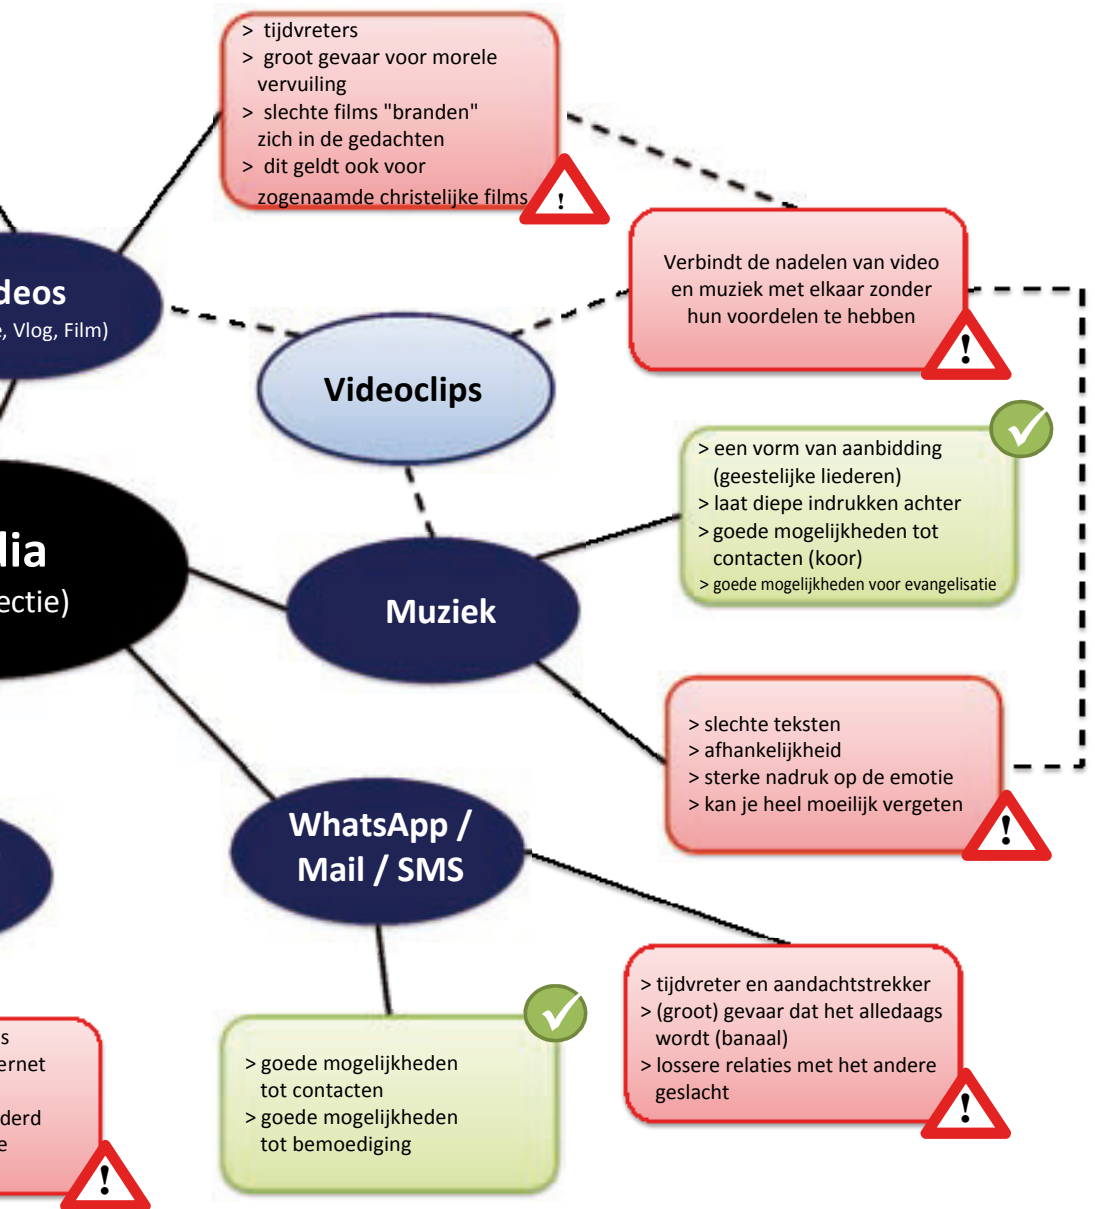 > tijdvreters
> groot gevaar voor morele
vervuiling
> slechte films "branden"
zich in de gedachten
> dit geldt ook voor
zogenaamde christelijke films
!
deos
e, Vlog, Film)
Verbindt de nadelen van video
en muziek met elkaar zonder
hun voordelen te hebben
!
Videoclips
> een vorm van aanbidding
(geestelijke liederen)
> laat diepe indrukken achter
> goede mogelijkheden tot
contacten (koor)
> goede mogelijkheden voor evangelisatie
dia
ectie)
Muziek
> slechte teksten
> afhankelijkheid
> sterke nadruk op de emotie
> kan je heel moeilijk vergeten
!
WhatsApp /
Mail / SMS
> tijdvreter en aandachtstrekker
> (groot) gevaar dat het alledaags
wordt (banaal)
> lossere relaties met het andere
geslacht
!
> goede mogelijkheden
tot contacten
> goede mogelijkheden
tot bemoediging
s
ernet
derd
e
!